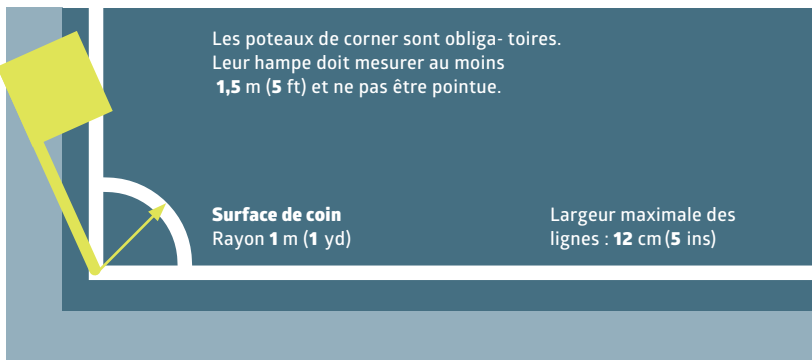 Les poteaux de corner sont obliga- toires.
Leur hampe doit mesurer au moins
1,5 m (5 ft) et ne pas être pointue.
Surface de coin
Rayon 1 m (1 yd)
Largeur maximale des
lignes : 12 cm (5 ins)